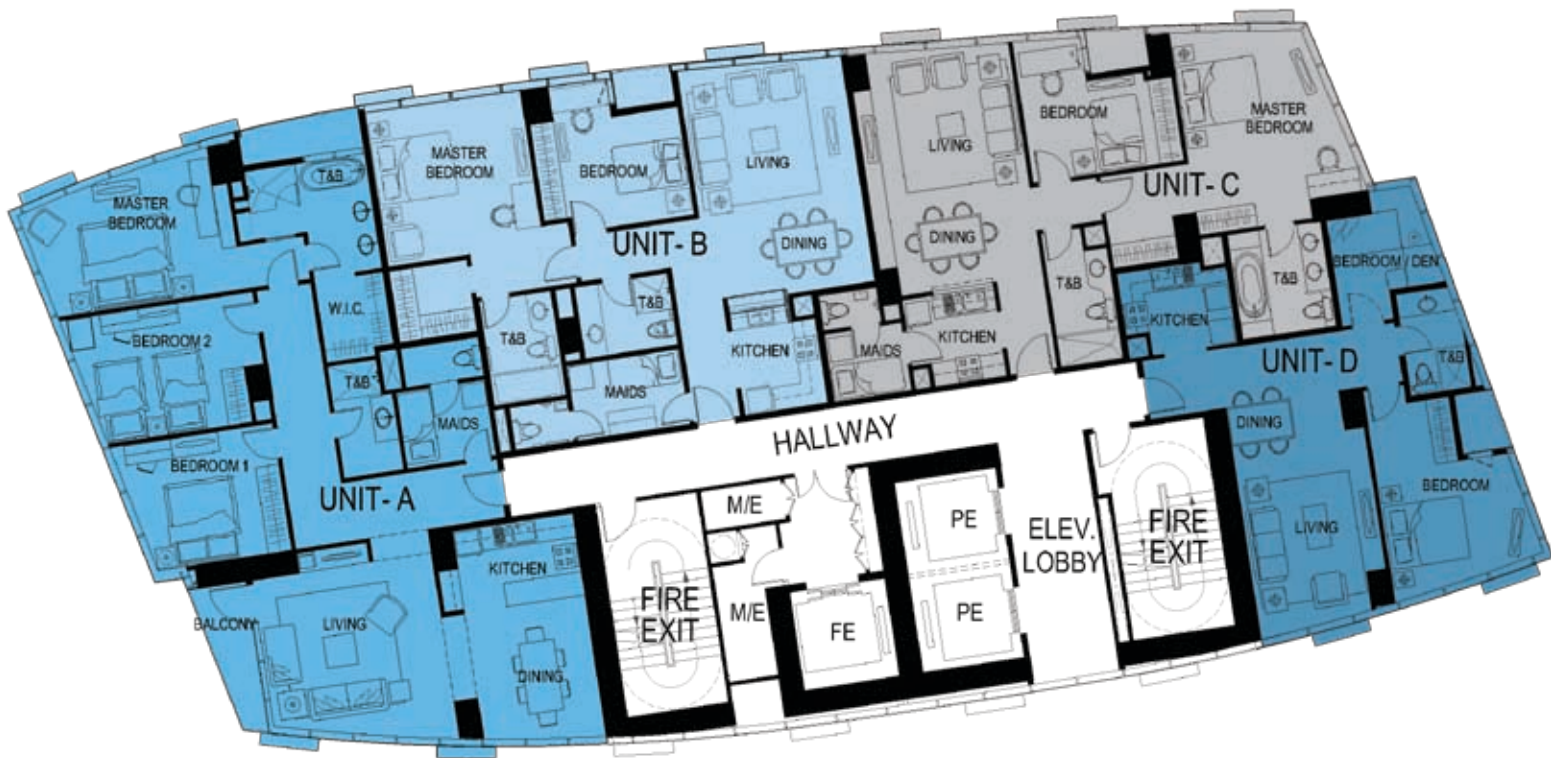 MASTER
BEDROOM
T&B
W.I.C.
BEDROOM 2
T&B
MAIDS
BEDROOM 1
UNIT- A
KITCHEN
BALCONY
LIVING
DINING
MASTER
BEDROOM
BEDROOM
LIVING
UNIT- B
DINING
T&B
T&B
KITCHEN
MAIDS
LIVING
BEDROOM
MASTER
BEDROOM
UNIT- C
DINING
T&B
T&B
MAIDS
KITCHEN
BEDROOM / DEN
KITCHEN
UNIT- D
T&B
DINING
BEDROOM
LIVING
HALLWAY
M/E
PE
ELEV.
LOBBY
FIRE
EXIT
FIRE
EXIT
M/E
FE
PE